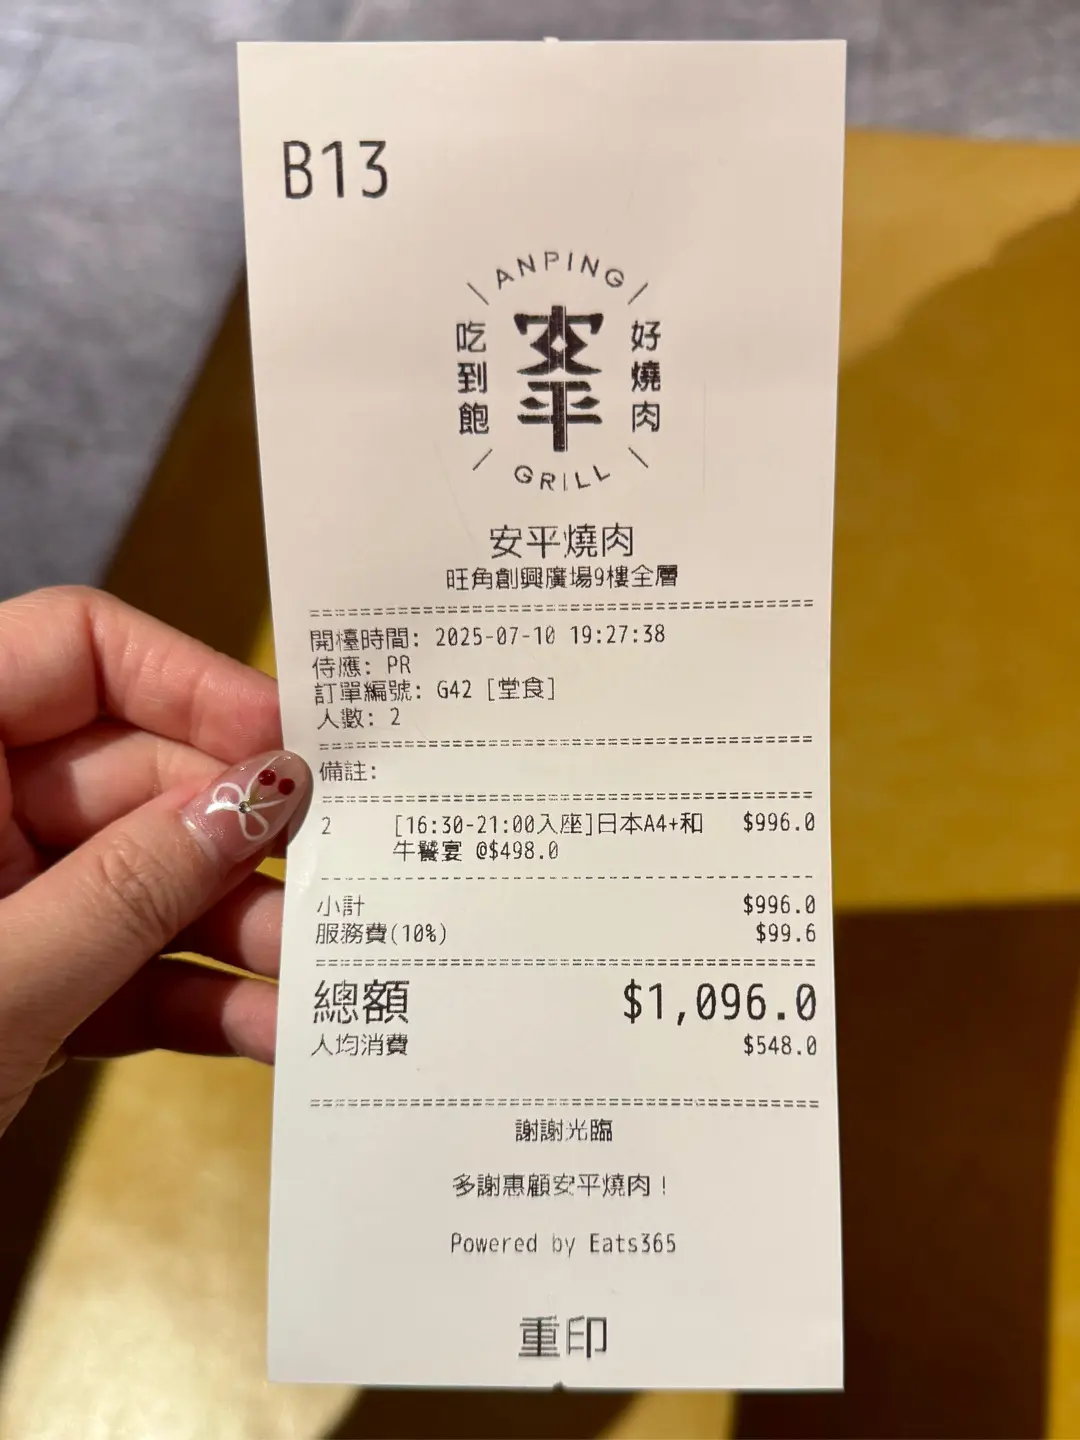 B13
ANPING
吃到飽
安平
好燒肉
GRILL
安平燒肉
旺角創興廣場9樓全層
開檯時間: 2025-07-10 19:27:38
侍應: PR
訂單編號: G42 [堂食]
人數: 2
備註:
2 [16:30-21:00入座]日本A4+和 $996.0
牛饗宴 @$498.0
小計 $996.0
服務費(10%) $99.6
總額 $1,096.0
人均消費 $548.0
謝謝光臨
多謝惠顧安平燒肉！
Powered by Eats365
重印